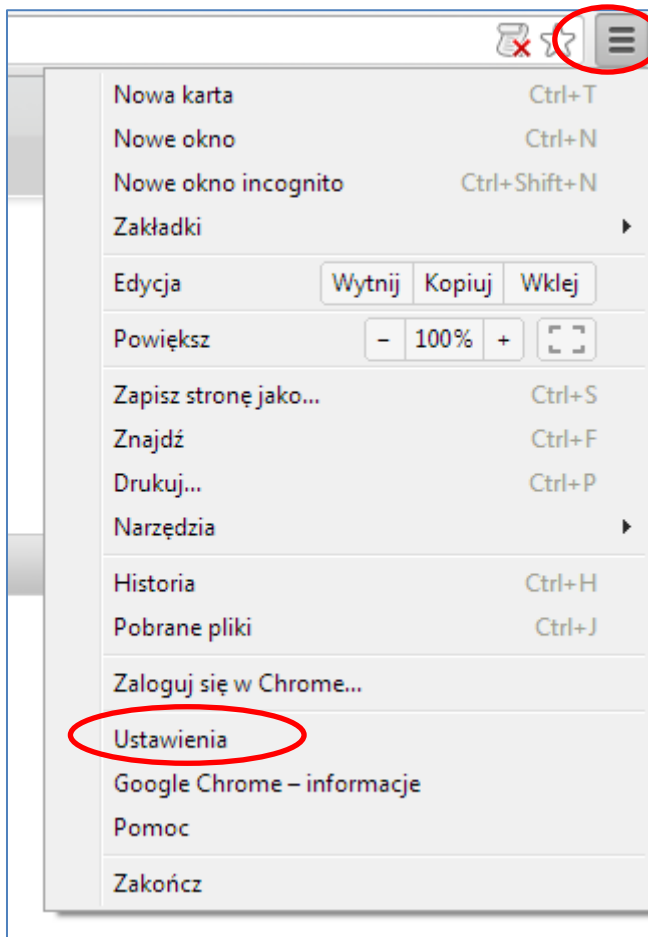 Nowa karta Ctrl+T
Nowe okno Ctrl+N
Nowe okno incognito Ctrl+Shift+N
Zakładki
Edycja Wytnij Kopiuj Wklej
Powiększ - 100% +
Zapisz stronę jako... Ctrl+S
Znajdź Ctrl+F
Drukuj... Ctrl+P
Narzędzia
Historia Ctrl+H
Pobrane pliki Ctrl+J
Zaloguj się w Chrome...
Ustawienia
Google Chrome – informacje
Pomoc
Zakończ